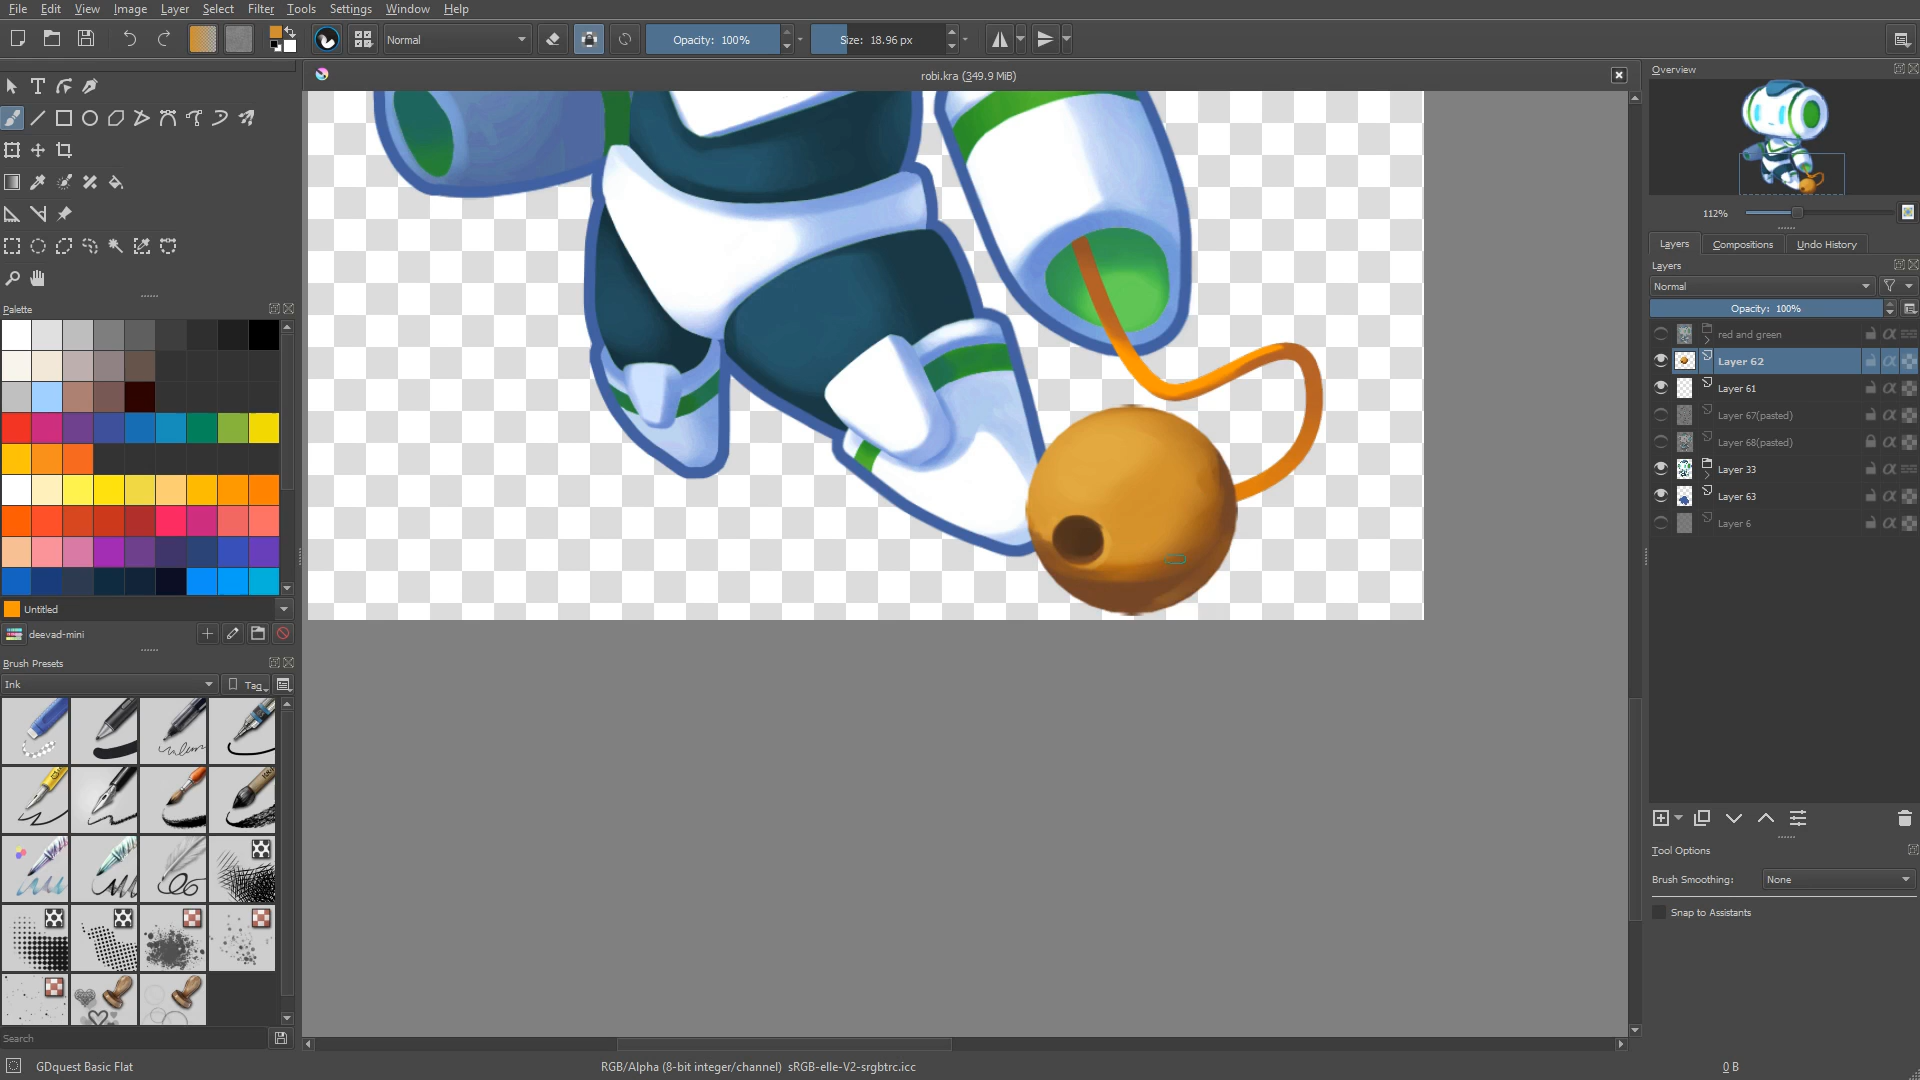 File Edit View Image Layer Select Filter Tools Settings Window Help
Normal
Opacity: 100%
Size: 18.96 px
robi.kra (349.9 MiB)
Overview
112%
Layers Compositions Undo History
Layers
Normal
Opacity: 100%
red and green
Layer 62
Layer 61
Layer 67(pasted)
Layer 68(pasted)
Layer 33
Layer 63
Layer 6
Tool Options
Brush Smoothing: None
Snap to Assistants
Palette
Untitled
deevad-mini
Brush Presets
Ink
Tag
Search
GDquest Basic Flat
RGB/Alpha (8-bit integer/channel) sRGB-elle-V2-srgbtrc.icc
0 B